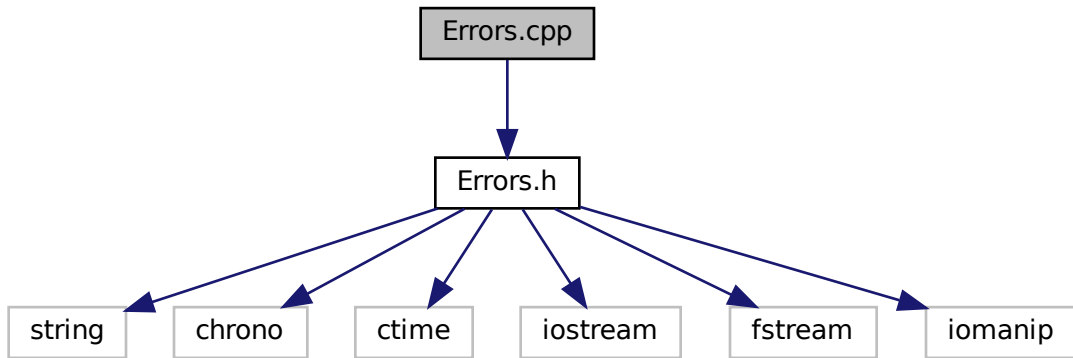 Errors.cpp
Errors.h
string
chrono
ctime
iostream
fstream
iomanip